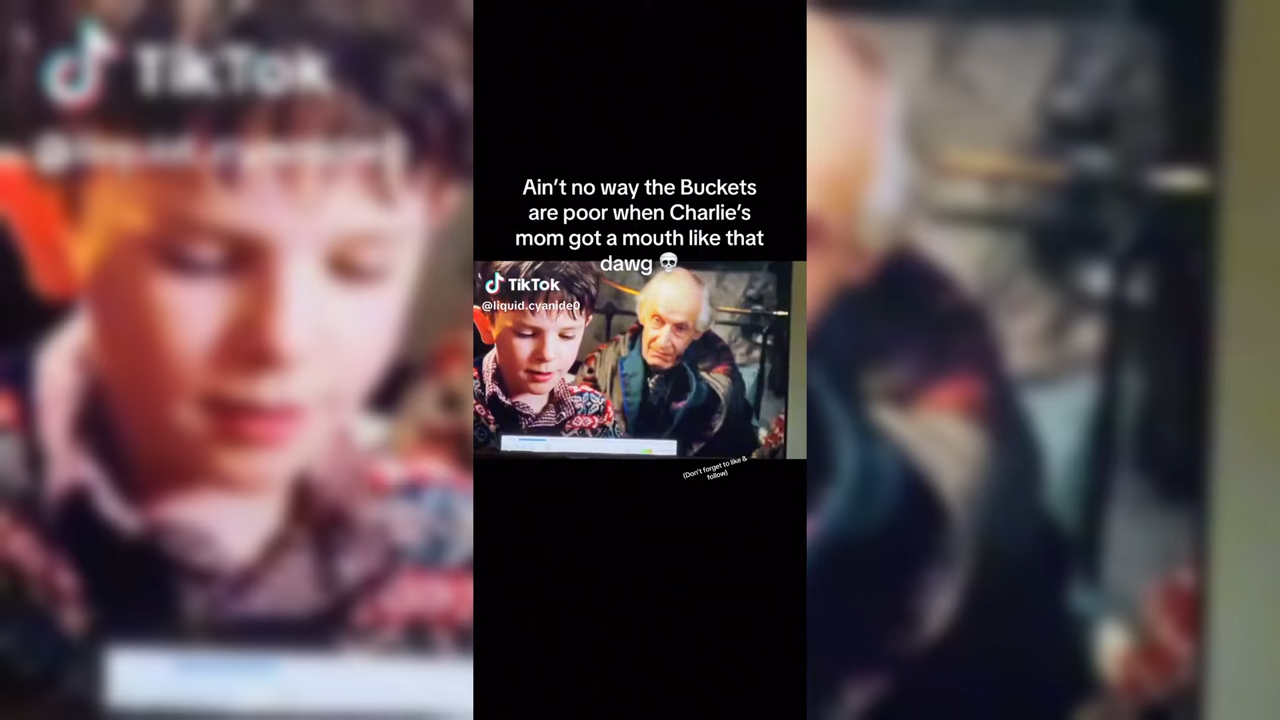 TikTok
Ain't no way the Buckets
are poor when Charlie's
mom got a mouth like that
dawg 💀
TikTok
@liquid.cyanide0
(Don't forget to like &
follow)